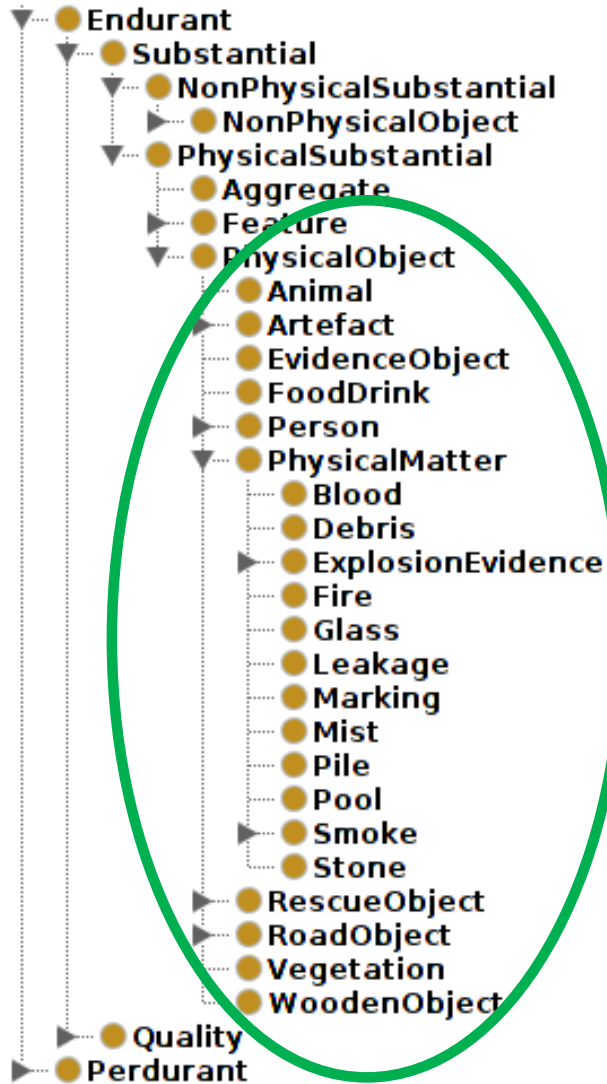 Endurant
Substantial
NonPhysicalSubstantial
NonPhysicalObject
PhysicalSubstantial
Aggregate
Feature
PhysicalObject
Animal
Artefact
EvidenceObject
FoodDrink
Person
PhysicalMatter
Blood
Debris
ExplosionEvidence
Fire
Glass
Leakage
Marking
Mist
Pile
Pool
Smoke
Stone
RescueObject
RoadObject
Vegetation
WoodenObject
Quality
Perdurant